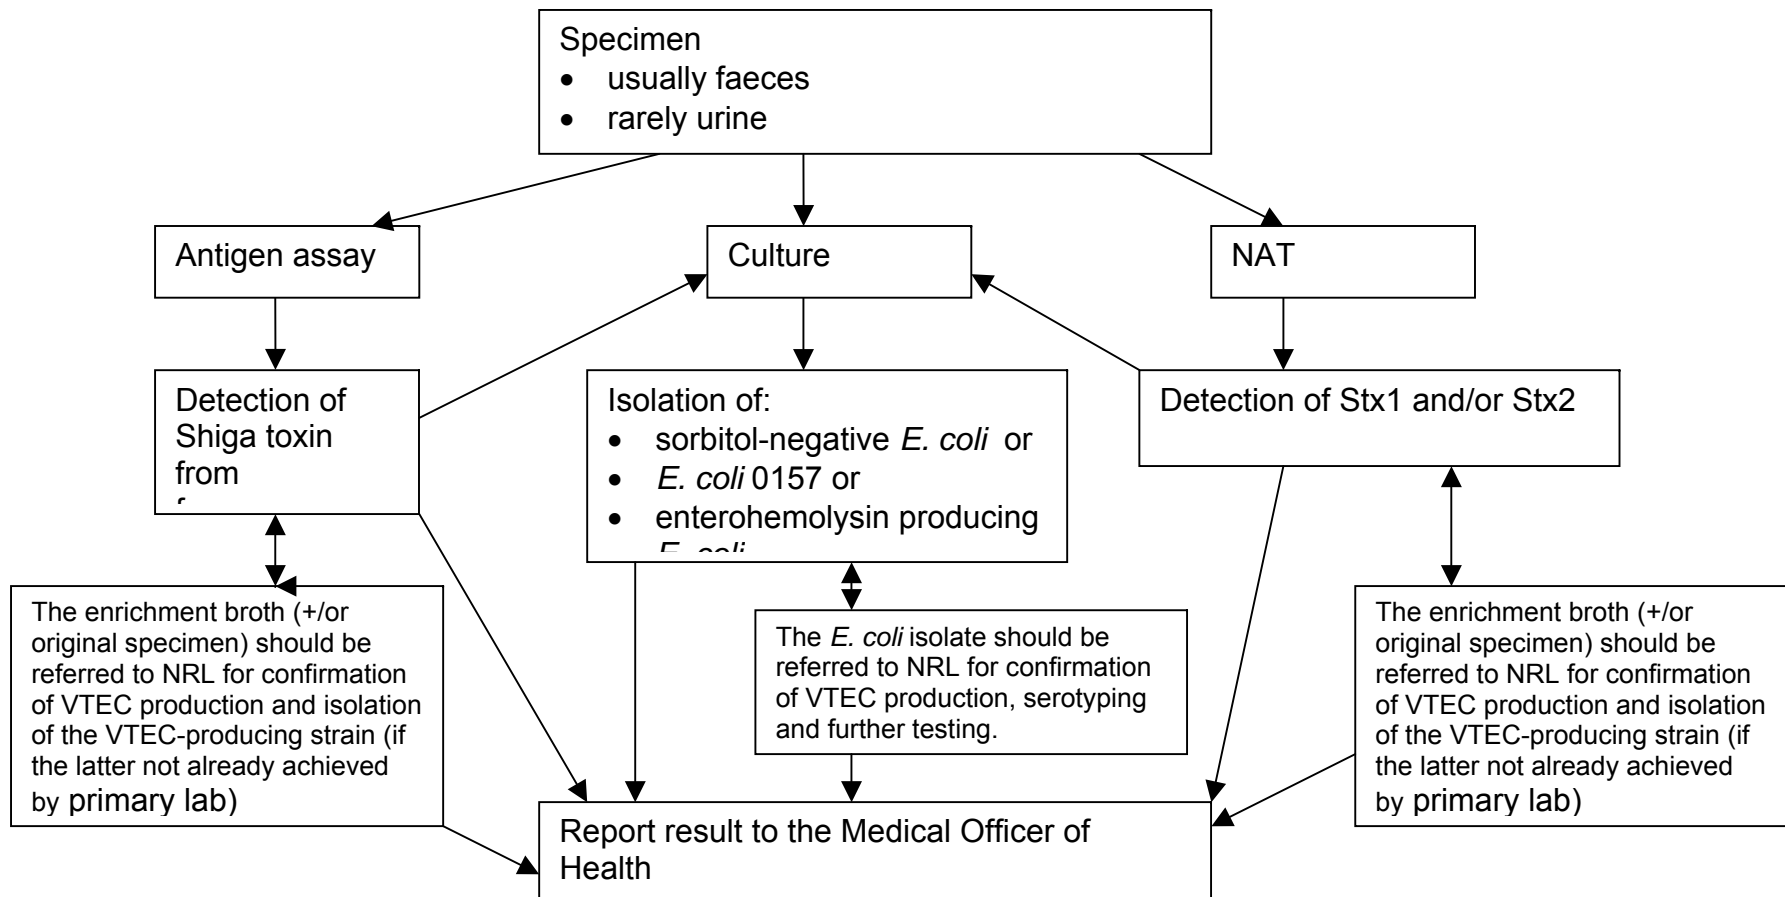 Specimen
• usually faeces
• rarely urine
Antigen assay
Culture
NAT
Detection of
Shiga toxin
from
Isolation of:
• sorbitol-negative E. coli or
• E. coli 0157 or
• enterohemolysin producing
E. coli
Detection of Stx1 and/or Stx2
The enrichment broth (+/or
original specimen) should be
referred to NRL for confirmation
of VTEC production and isolation
of the VTEC-producing strain (if
the latter not already achieved
by primary lab)
The E. coli isolate should be
referred to NRL for confirmation
of VTEC production, serotyping
and further testing.
The enrichment broth (+/or
original specimen) should be
referred to NRL for confirmation
of VTEC production and isolation
of the VTEC-producing strain (if
the latter not already achieved
by primary lab)
Report result to the Medical Officer of
Health